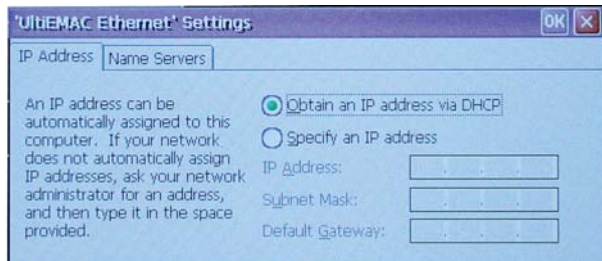 'UltiEMAC Ethernet' Settings OK
IP Address Name Servers
An IP address can be
automatically assigned to this
computer. If your network
does not automatically assign
IP addresses, ask your network
administrator for an address,
and then type it in the space
provided.
Obtain an IP address via DHCP
Specify an IP address
IP Address:
Subnet Mask:
Default Gateway: